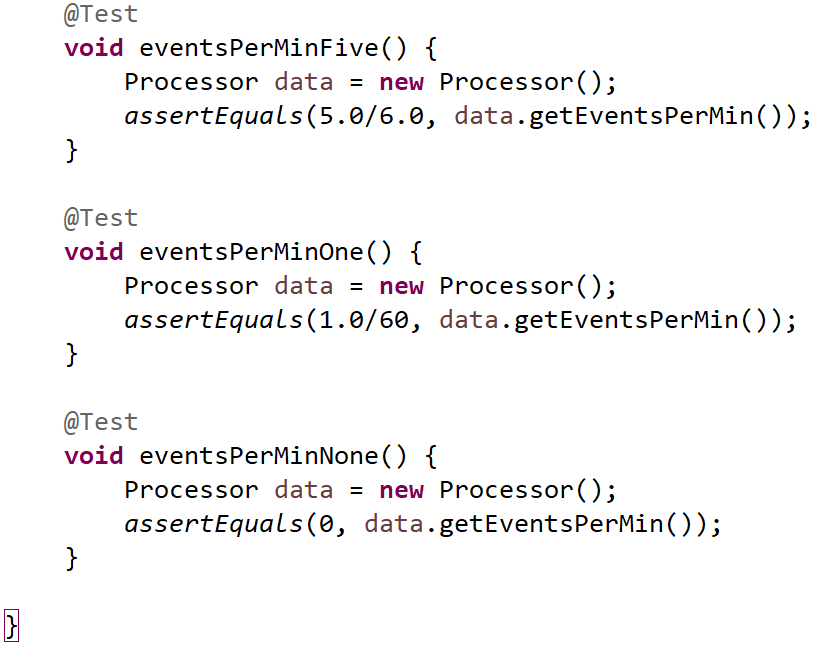 @Test
void eventsPerMinFive() {
Processor data = new Processor();
assertEquals(5.0/6.0, data.getEventsPerMin());
}
@Test
void eventsPerMinOne() {
Processor data = new Processor();
assertEquals(1.0/60, data.getEventsPerMin());
}
@Test
void eventsPerMinNone() {
Processor data = new Processor();
assertEquals(0, data.getEventsPerMin());
}
}